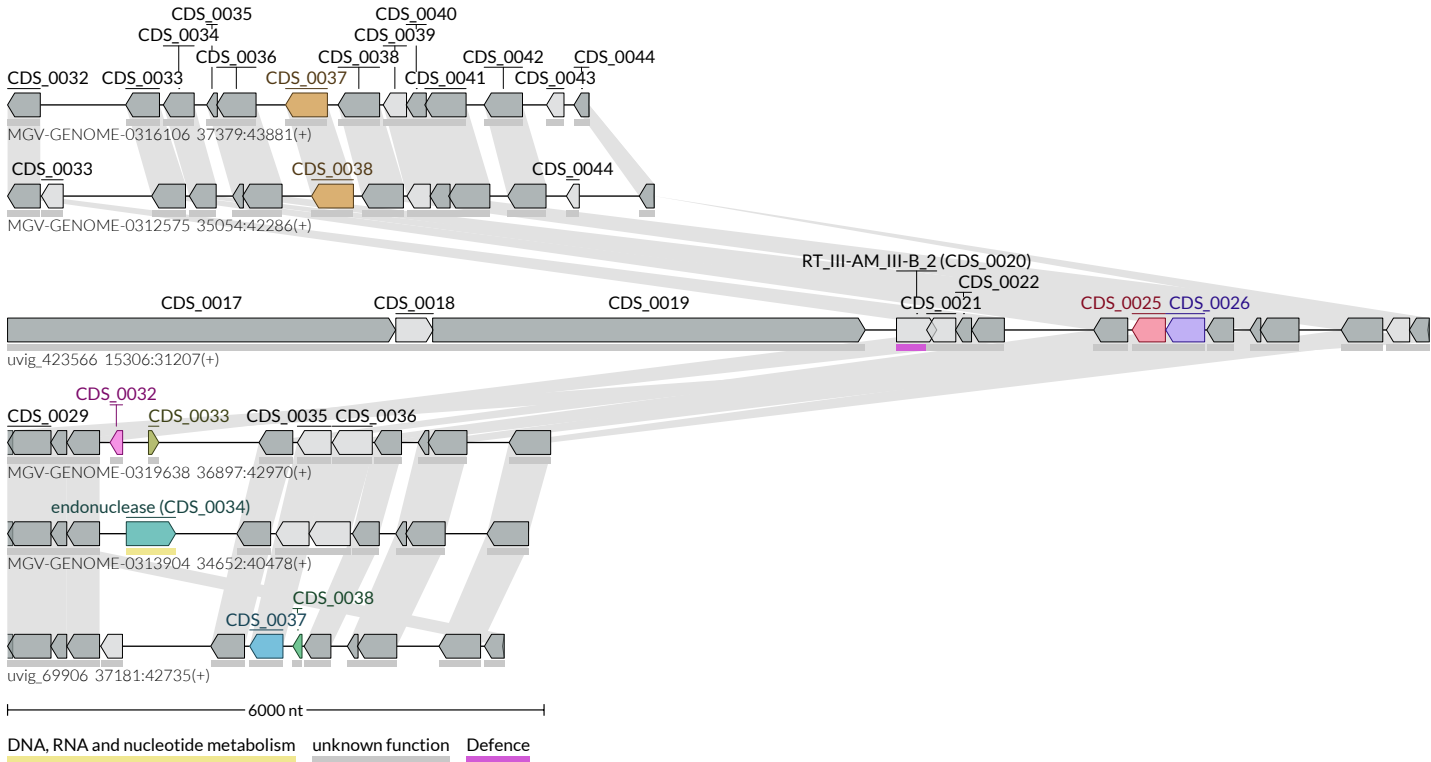 CDS_0035 CDS_0040
CDS_0034 CDS_0039
CDS_0036 CDS_0038 CDS_0042 CDS_0044
CDS_0032 CDS_0033 CDS_0037 CDS_0041 CDS_0043
MGV-GENOME-0316106 37379:43881(+)
CDS_0033 CDS_0038 CDS_0044
MGV-GENOME-0312575 35054:42286(+)
RT_III-AM_III-B_2 (CDS_0020)
CDS_0022
CDS_0017 CDS_0018 CDS_0019 CDS_0021 CDS_0025 CDS_0026
uvig_423566 15306:31207(+)
CDS_0032
CDS_0029 CDS_0033 CDS_0035 CDS_0036
MGV-GENOME-0319638 36897:42970(+)
endonuclease (CDS_0034)
MGV-GENOME-0313904 34652:40478(+)
CDS_0038
CDS_0037
uvig_69906 37181:42735(+)
6000 nt
DNA, RNA and nucleotide metabolism unknown function Defence